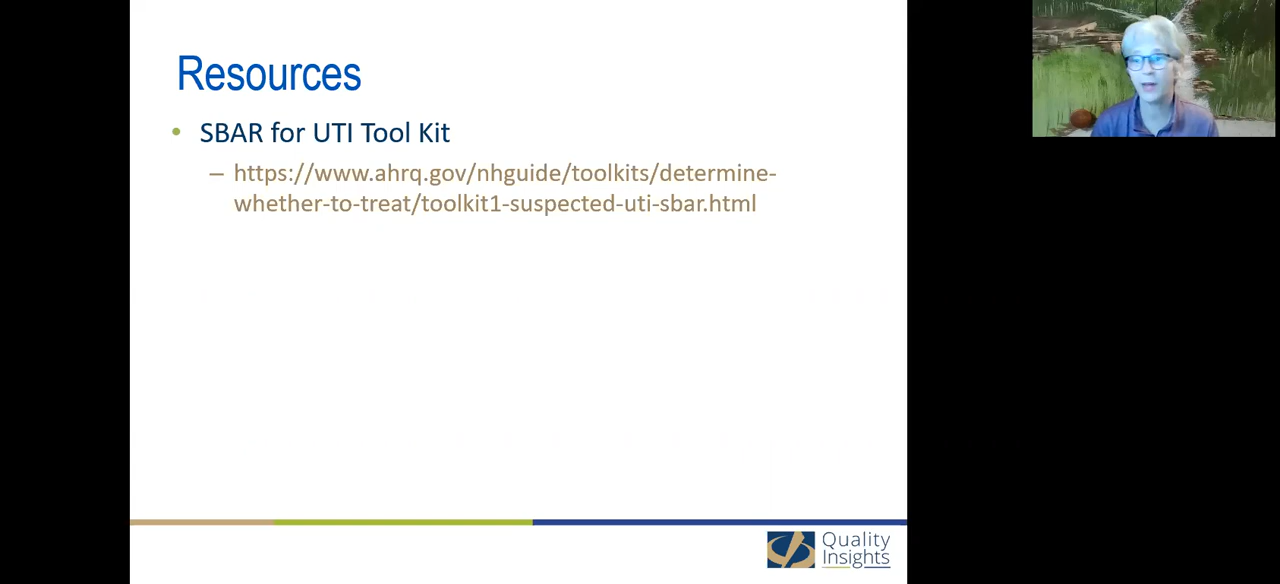 Resources
• SBAR for UTI Tool Kit
– https://www.ahrq.gov/nhguide/toolkits/determine-
whether-to-treat/toolkit1-suspected-uti-sbar.html
Quality
Insights